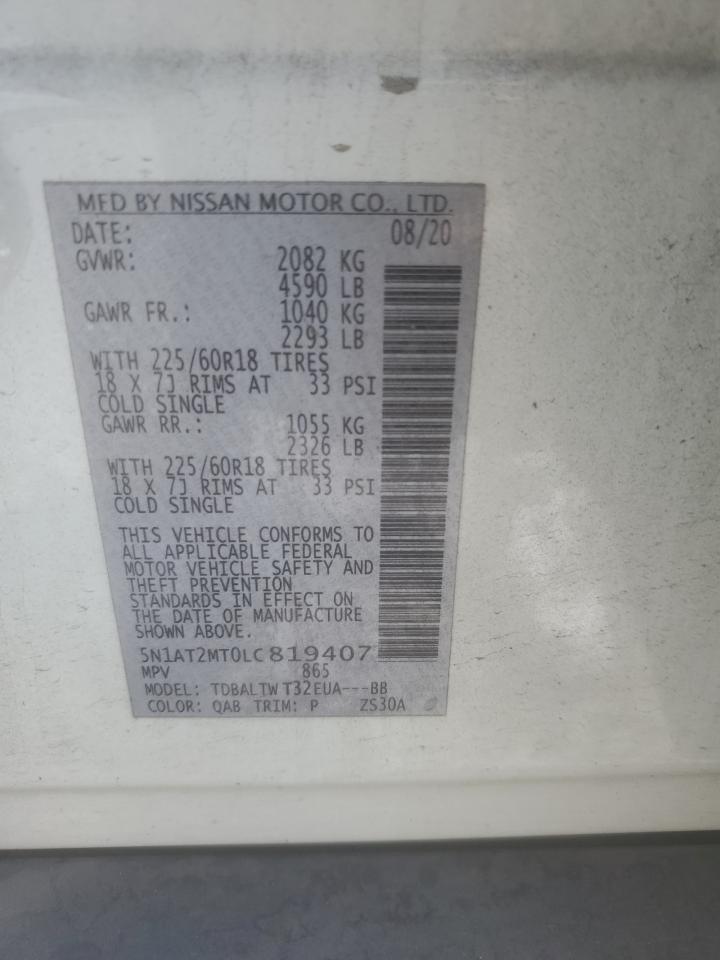 MFD BY NISSAN MOTOR CO., LTD.
DATE: 08/20
GVWR: 2082 KG
4590 LB
GAWR FR.: 1040 KG
2293 LB
WITH 225/60R18 TIRES
18 X 7J RIMS AT 33 PSI
COLD SINGLE
GAWR RR.: 1055 KG
2326 LB
WITH 225/60R18 TIRES
18 X 7J RIMS AT 33 PSI
COLD SINGLE
THIS VEHICLE CONFORMS TO
ALL APPLICABLE FEDERAL
MOTOR VEHICLE SAFETY AND
THEFT PREVENTION
STANDARDS IN EFFECT ON
THE DATE OF MANUFACTURE
SHOWN ABOVE.
5N1AT2MT0LC819407
MPV 865
MODEL: TDBALTW T32EUA---BB
COLOR: QAB TRIM: P ZS30A